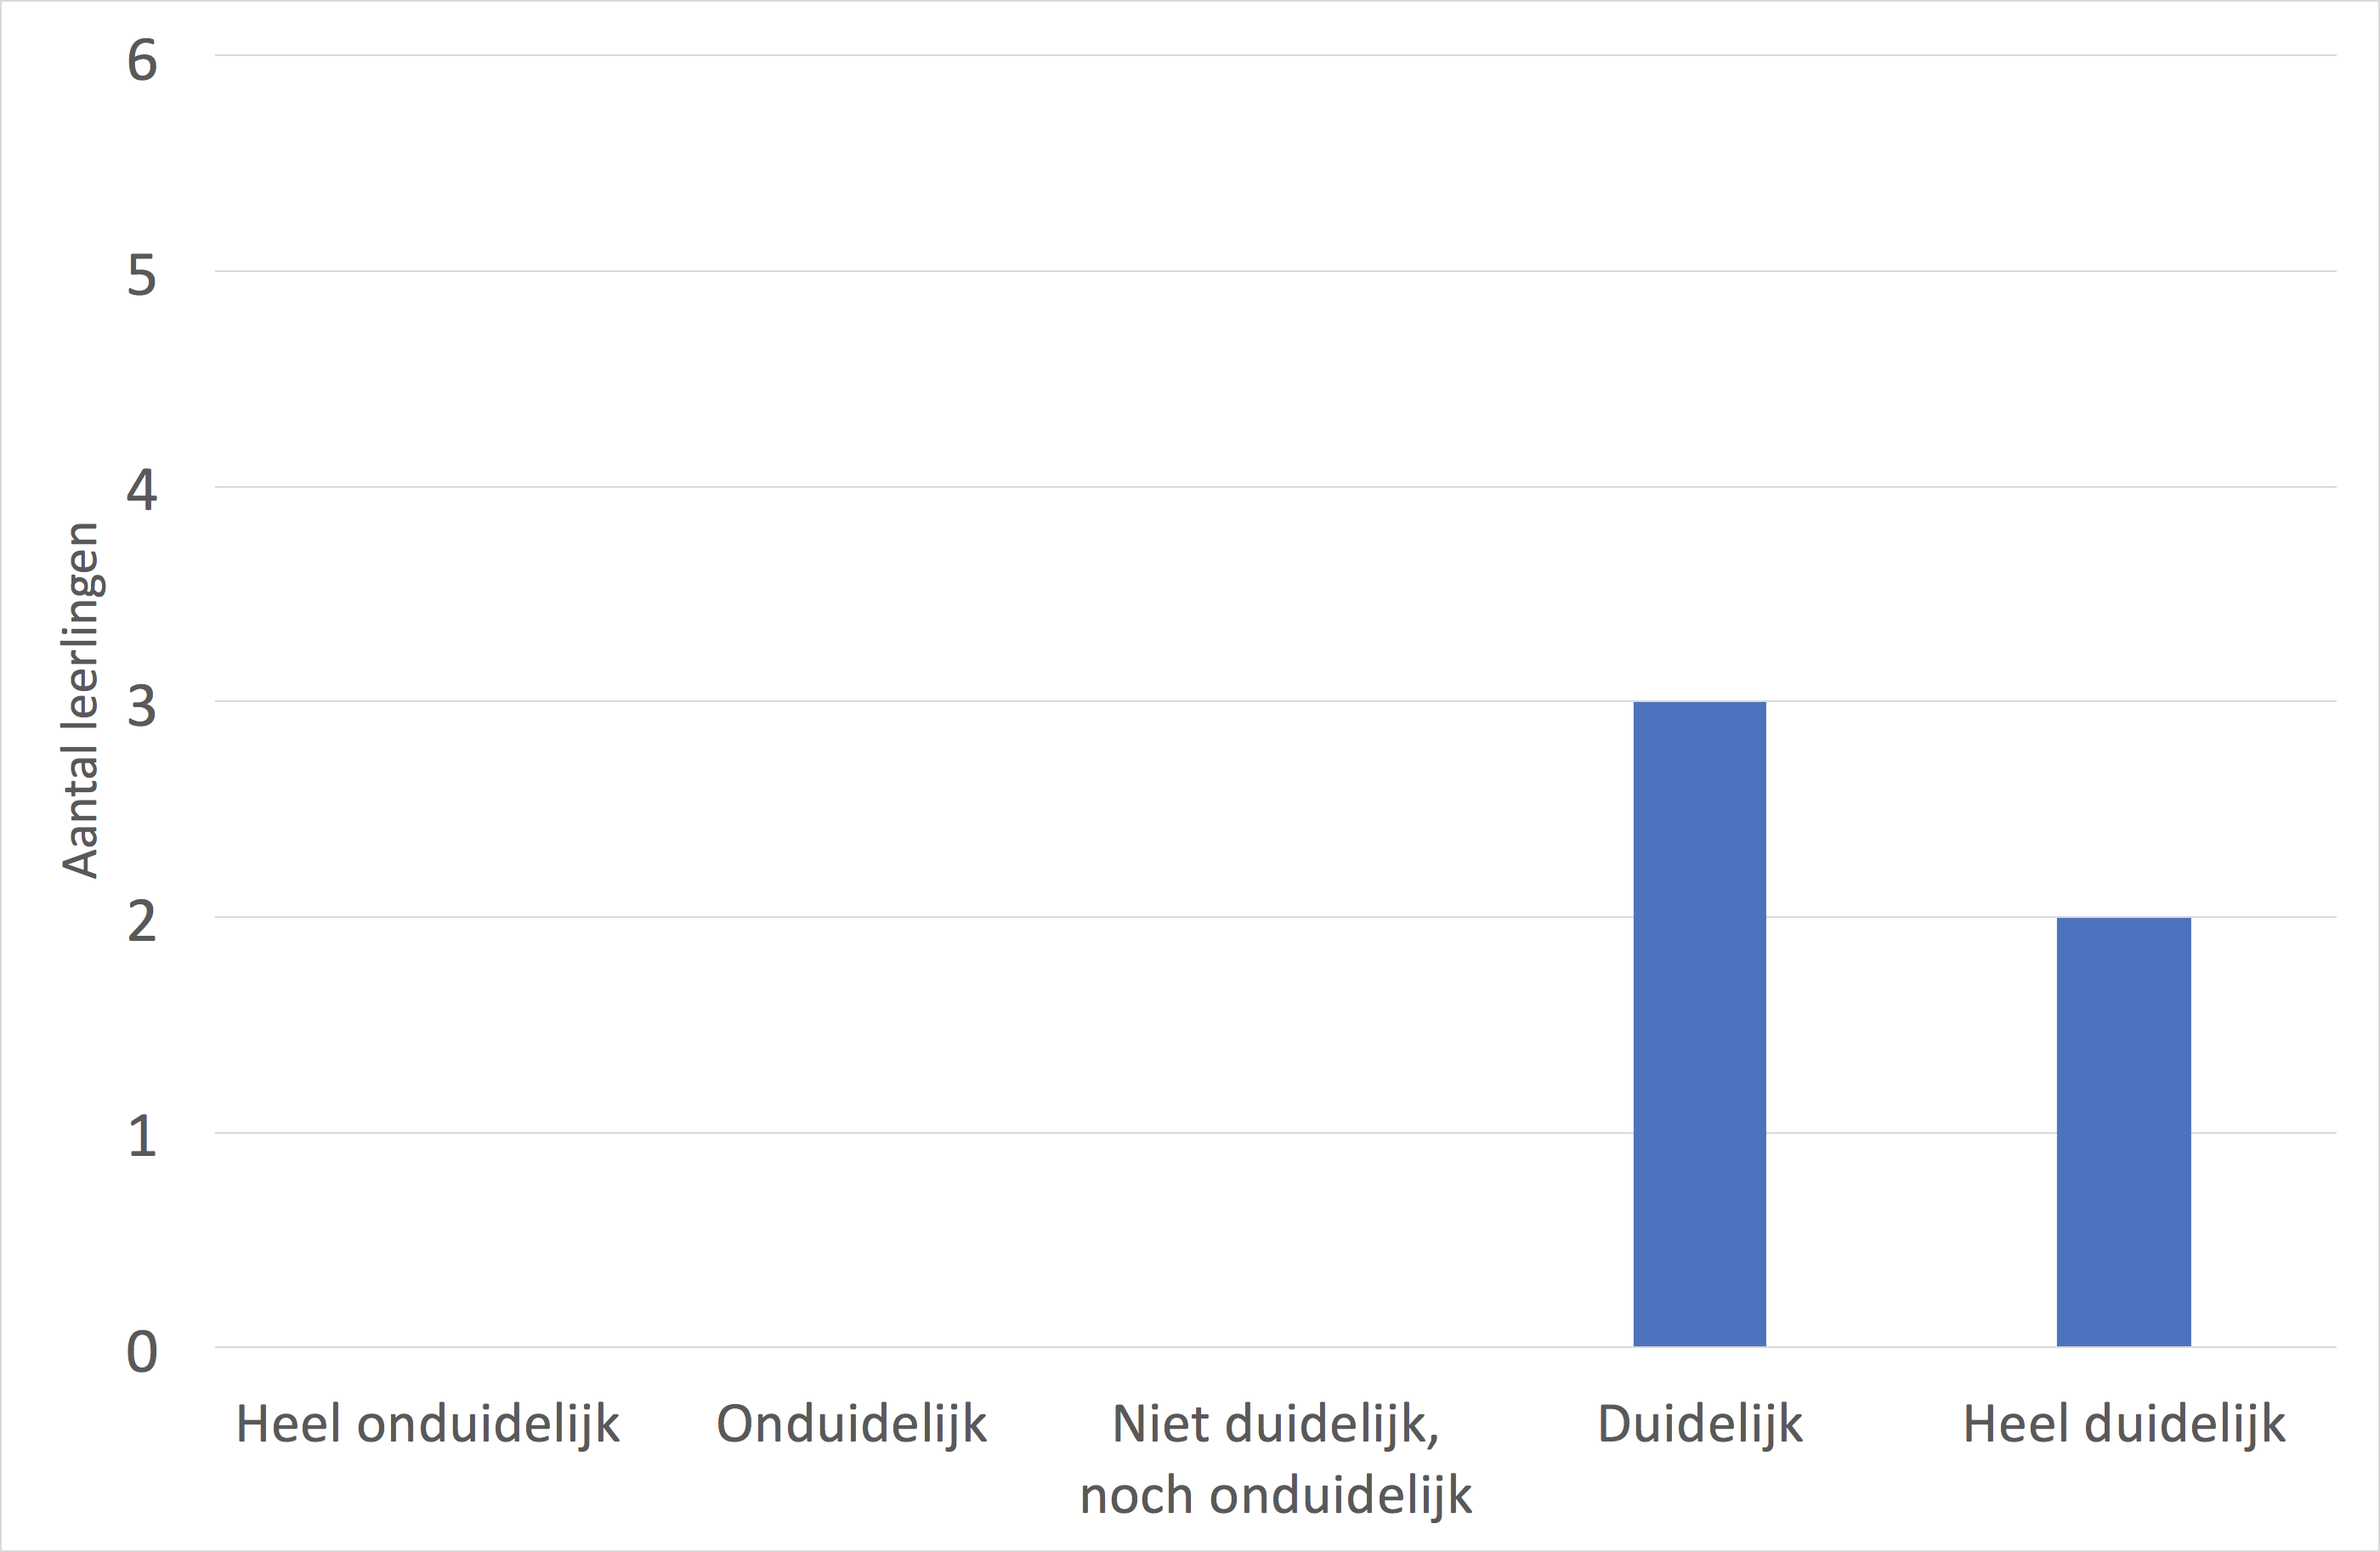 6
5
4
3
2
1
0
Aantal leerlingen
Heel onduidelijk
Onduidelijk
Niet duidelijk,
noch onduidelijk
Duidelijk
Heel duidelijk